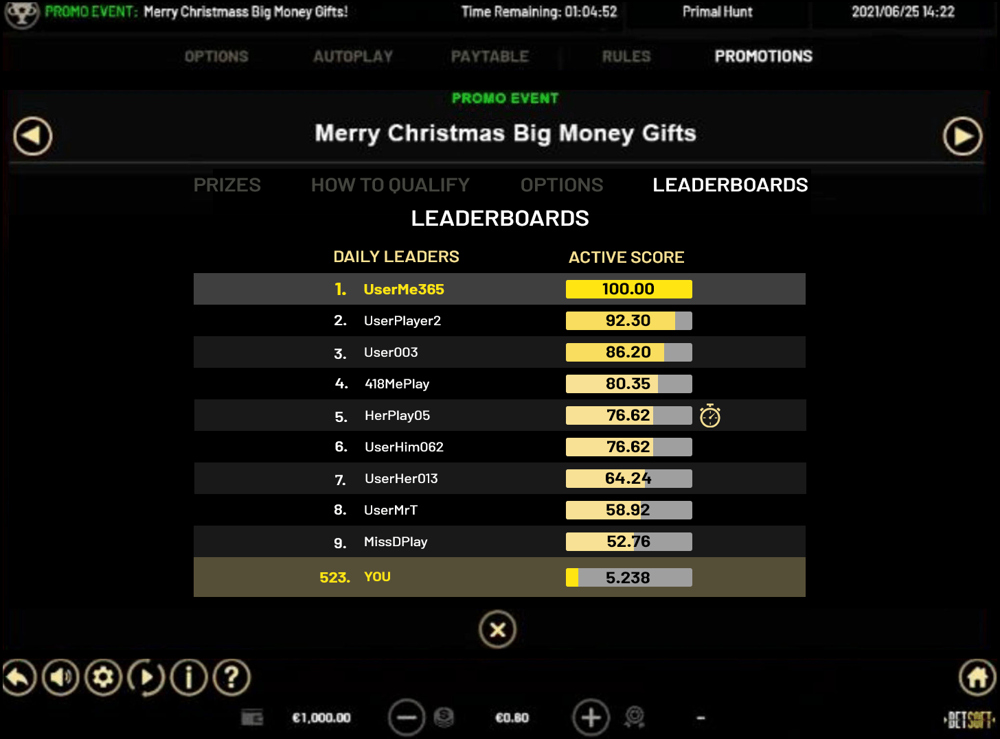 PROMO EVENT: Merry Christmass Big Money Gifts! Time Remaining: 01:04:52 Primal Hunt 2021/06/25 14:22
OPTIONS AUTOPLAY PAYTABLE RULES PROMOTIONS
PROMO EVENT
Merry Christmas Big Money Gifts
PRIZES HOW TO QUALIFY OPTIONS LEADERBOARDS
LEADERBOARDS
DAILY LEADERS ACTIVE SCORE
1. UserMe365 100.00
2. UserPlayer2 92.30
3. User003 86.20
4. 418MePlay 80.35
5. HerPlay05 76.62
6. UserHim062 76.62
7. UserHer013 64.24
8. UserMrT 58.92
9. MissDPlay 52.76
523. YOU 5.238
€1,000.00 €0.60 –
BETSOFT